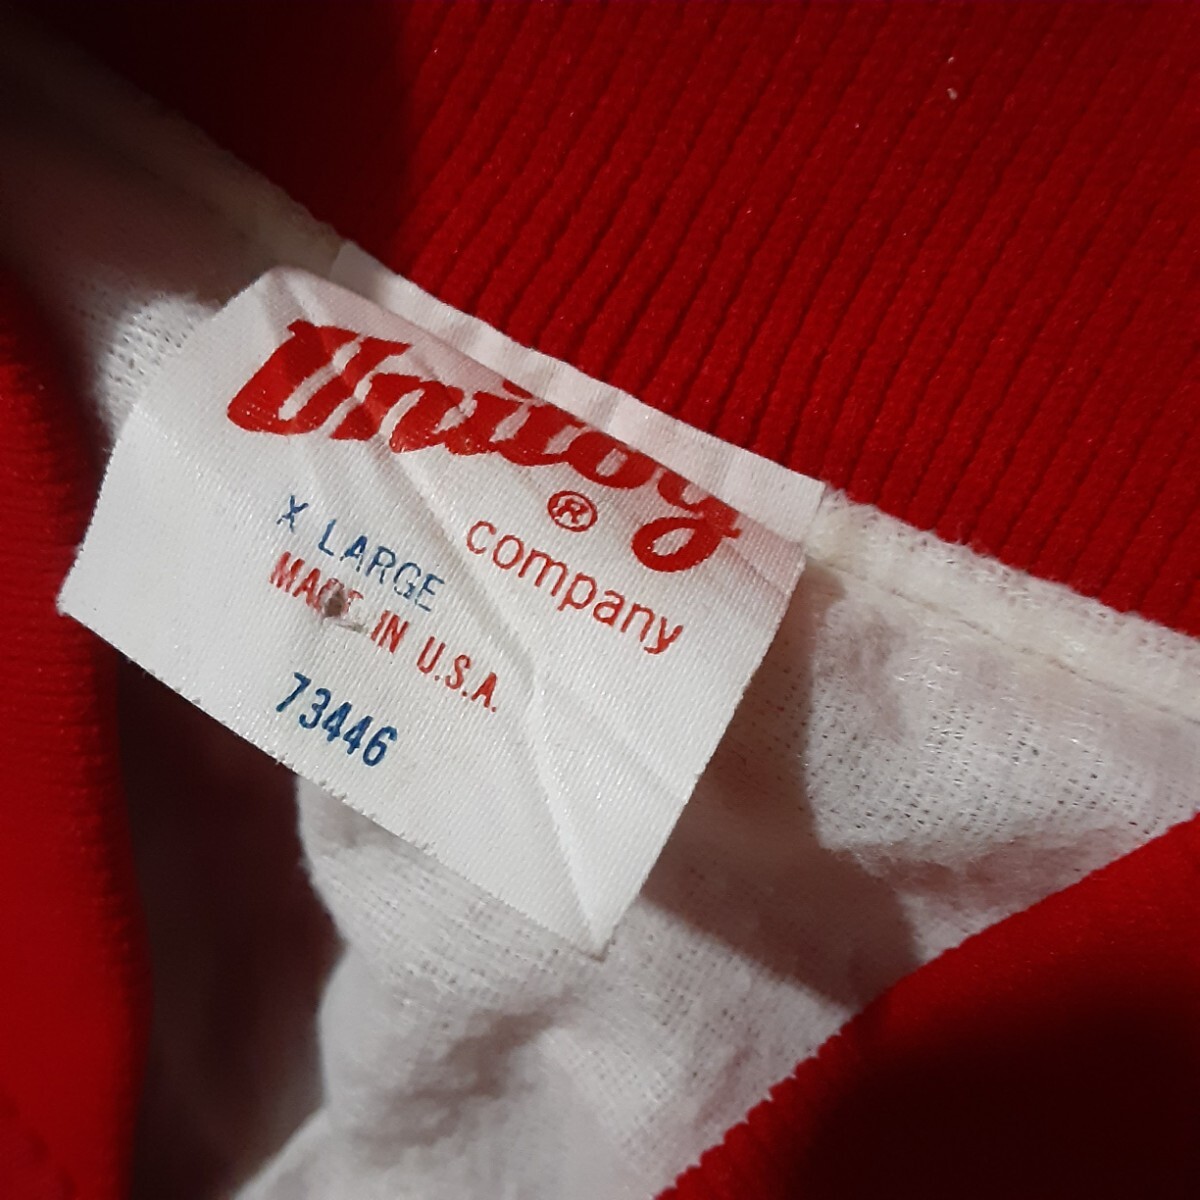 Unitog
®
company
X LARGE
MADE IN U.S.A.
73446